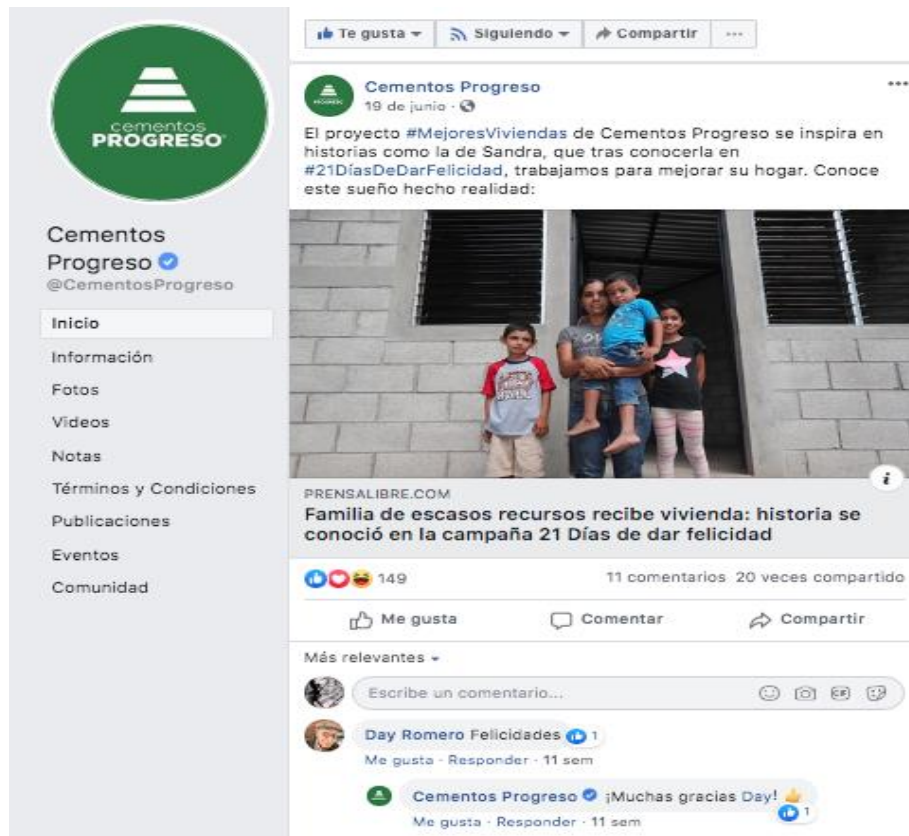 cementos
PROGRESO
Cementos
Progreso
@CementosProgreso
Inicio
Información
Fotos
Videos
Notas
Términos y Condiciones
Publicaciones
Eventos
Comunidad
Te gusta
Siguiendo
Compartir
Cementos Progreso
19 de junio ·
El proyecto #MejoresViviendas de Cementos Progreso se inspira en
historias como la de Sandra, que tras conocerla en
#21DíasDeDarFelicidad, trabajamos para mejorar su hogar. Conoce
este sueño hecho realidad:
PRENSALIBRE.COM
Familia de escasos recursos recibe vivienda: historia se
conoció en la campaña 21 Días de dar felicidad
149
11 comentarios 20 veces compartido
Me gusta
Comentar
Compartir
Más relevantes
Escribe un comentario...
Day Romero Felicidades 1
Me gusta · Responder · 11 sem
Cementos Progreso ¡Muchas gracias Day!
1
Me gusta · Responder · 11 sem